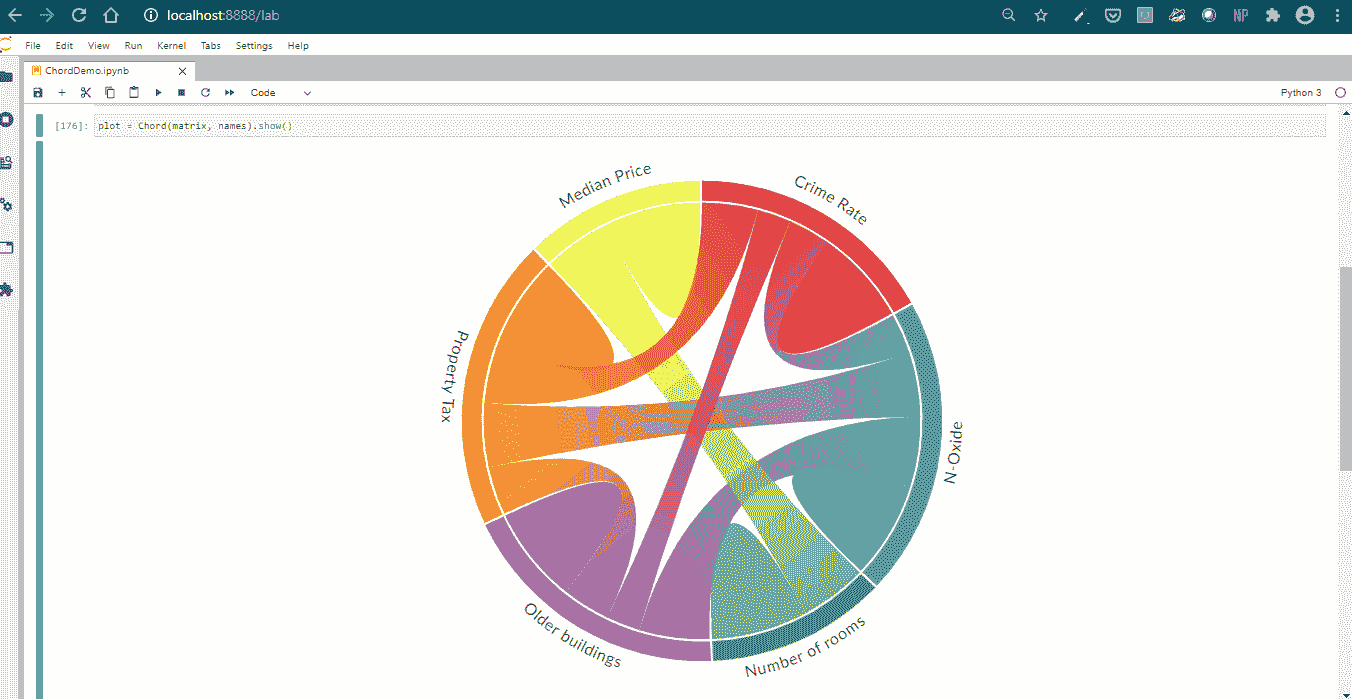 localhost:8888/lab
NP
File Edit View Run Kernel Tabs Settings Help
ChordDemo.ipynb
Code
Python 3
[176]: plot = Chord(matrix, names).show()
Median Price
Crime Rate
Property Tax
N-Oxide
Older buildings
Number of rooms